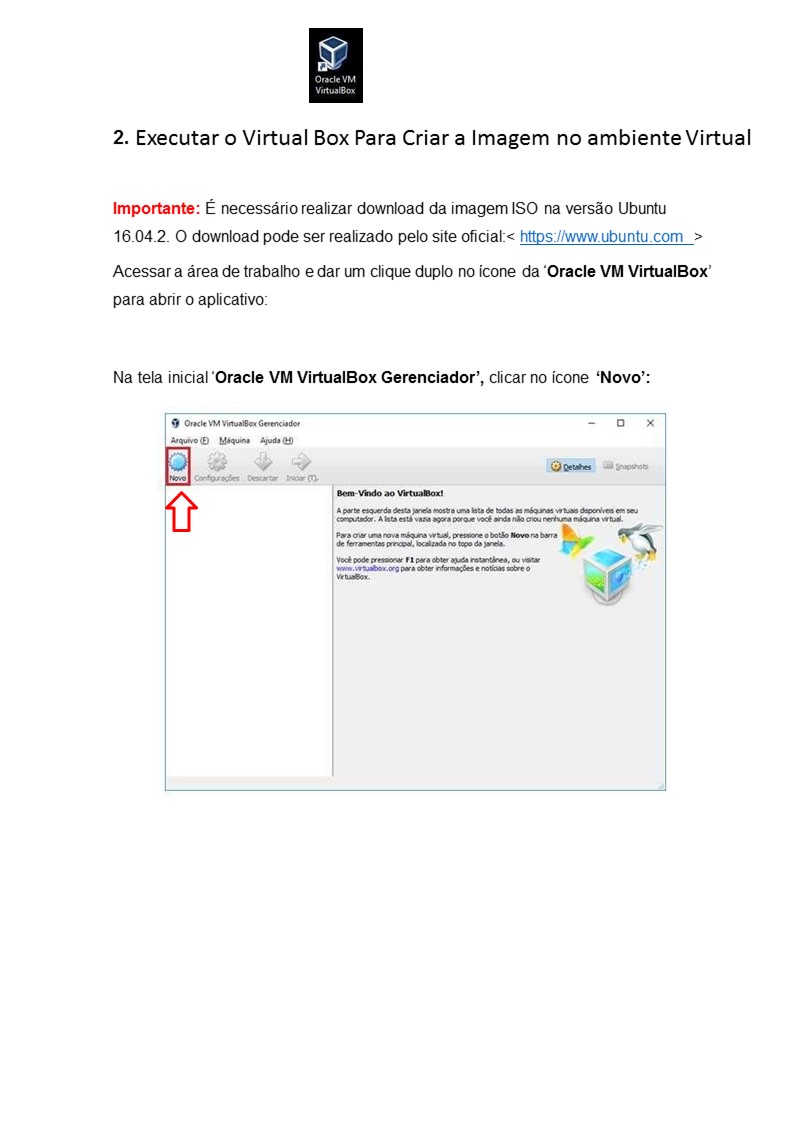 Oracle VM
VirtualBox
2. Executar o Virtual Box Para Criar a Imagem no ambiente Virtual
Importante: É necessário realizar download da imagem ISO na versão Ubuntu
16.04.2. O download pode ser realizado pelo site oficial:< https://www.ubuntu.com >
Acessar a área de trabalho e dar um clique duplo no ícone da ‘Oracle VM VirtualBox’
para abrir o aplicativo:
Na tela inicial ‘Oracle VM VirtualBox Gerenciador’, clicar no ícone ‘Novo’:
Oracle VM VirtualBox Gerenciador
Arquivo (F) Máquina Ajuda (H)
Novo Configurações Descartar Iniciar (T). Detalhes Snapshots
Bem-Vindo ao VirtualBox!
A parte esquerda desta janela mostra uma lista de todas as máquinas virtuais disponíveis em seu
computador. A lista está vazia agora porque você ainda não criou nenhuma máquina virtual.
Para criar uma nova máquina virtual, pressione o botão Novo na barra
de ferramentas principal, localizada no topo da janela.
Você pode pressionar F1 para obter ajuda instantânea, ou visitar
www.virtualbox.org para obter informações e notícias sobre o
VirtualBox.